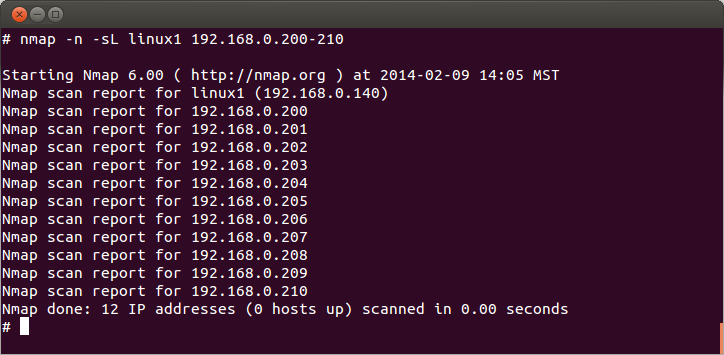 # nmap -n -sL linux1 192.168.0.200-210
Starting Nmap 6.00 ( http://nmap.org ) at 2014-02-09 14:05 MST
Nmap scan report for linux1 (192.168.0.140)
Nmap scan report for 192.168.0.200
Nmap scan report for 192.168.0.201
Nmap scan report for 192.168.0.202
Nmap scan report for 192.168.0.203
Nmap scan report for 192.168.0.204
Nmap scan report for 192.168.0.205
Nmap scan report for 192.168.0.206
Nmap scan report for 192.168.0.207
Nmap scan report for 192.168.0.208
Nmap scan report for 192.168.0.209
Nmap scan report for 192.168.0.210
Nmap done: 12 IP addresses (0 hosts up) scanned in 0.00 seconds
#